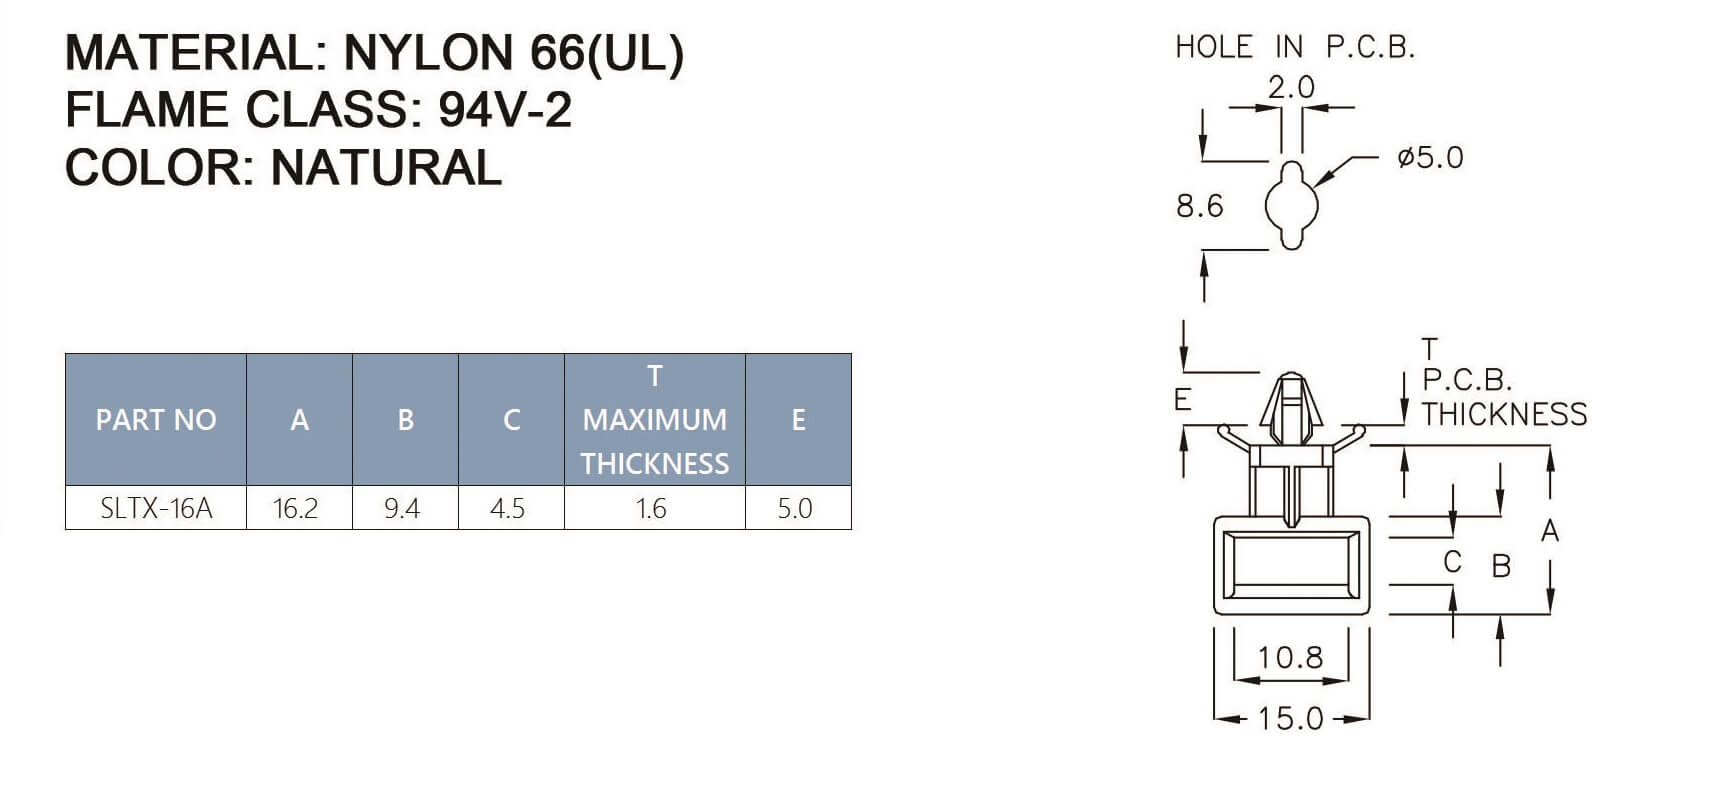 MATERIAL: NYLON 66(UL)
FLAME CLASS: 94V-2
COLOR: NATURAL
PART NO A B C T MAXIMUM THICKNESS E
SLTX-16A 16.2 9.4 4.5 1.6 5.0
HOLE IN P.C.B.
2.0
ø5.0
8.6
T
P.C.B.
THICKNESS
E
A
C B
10.8
15.0